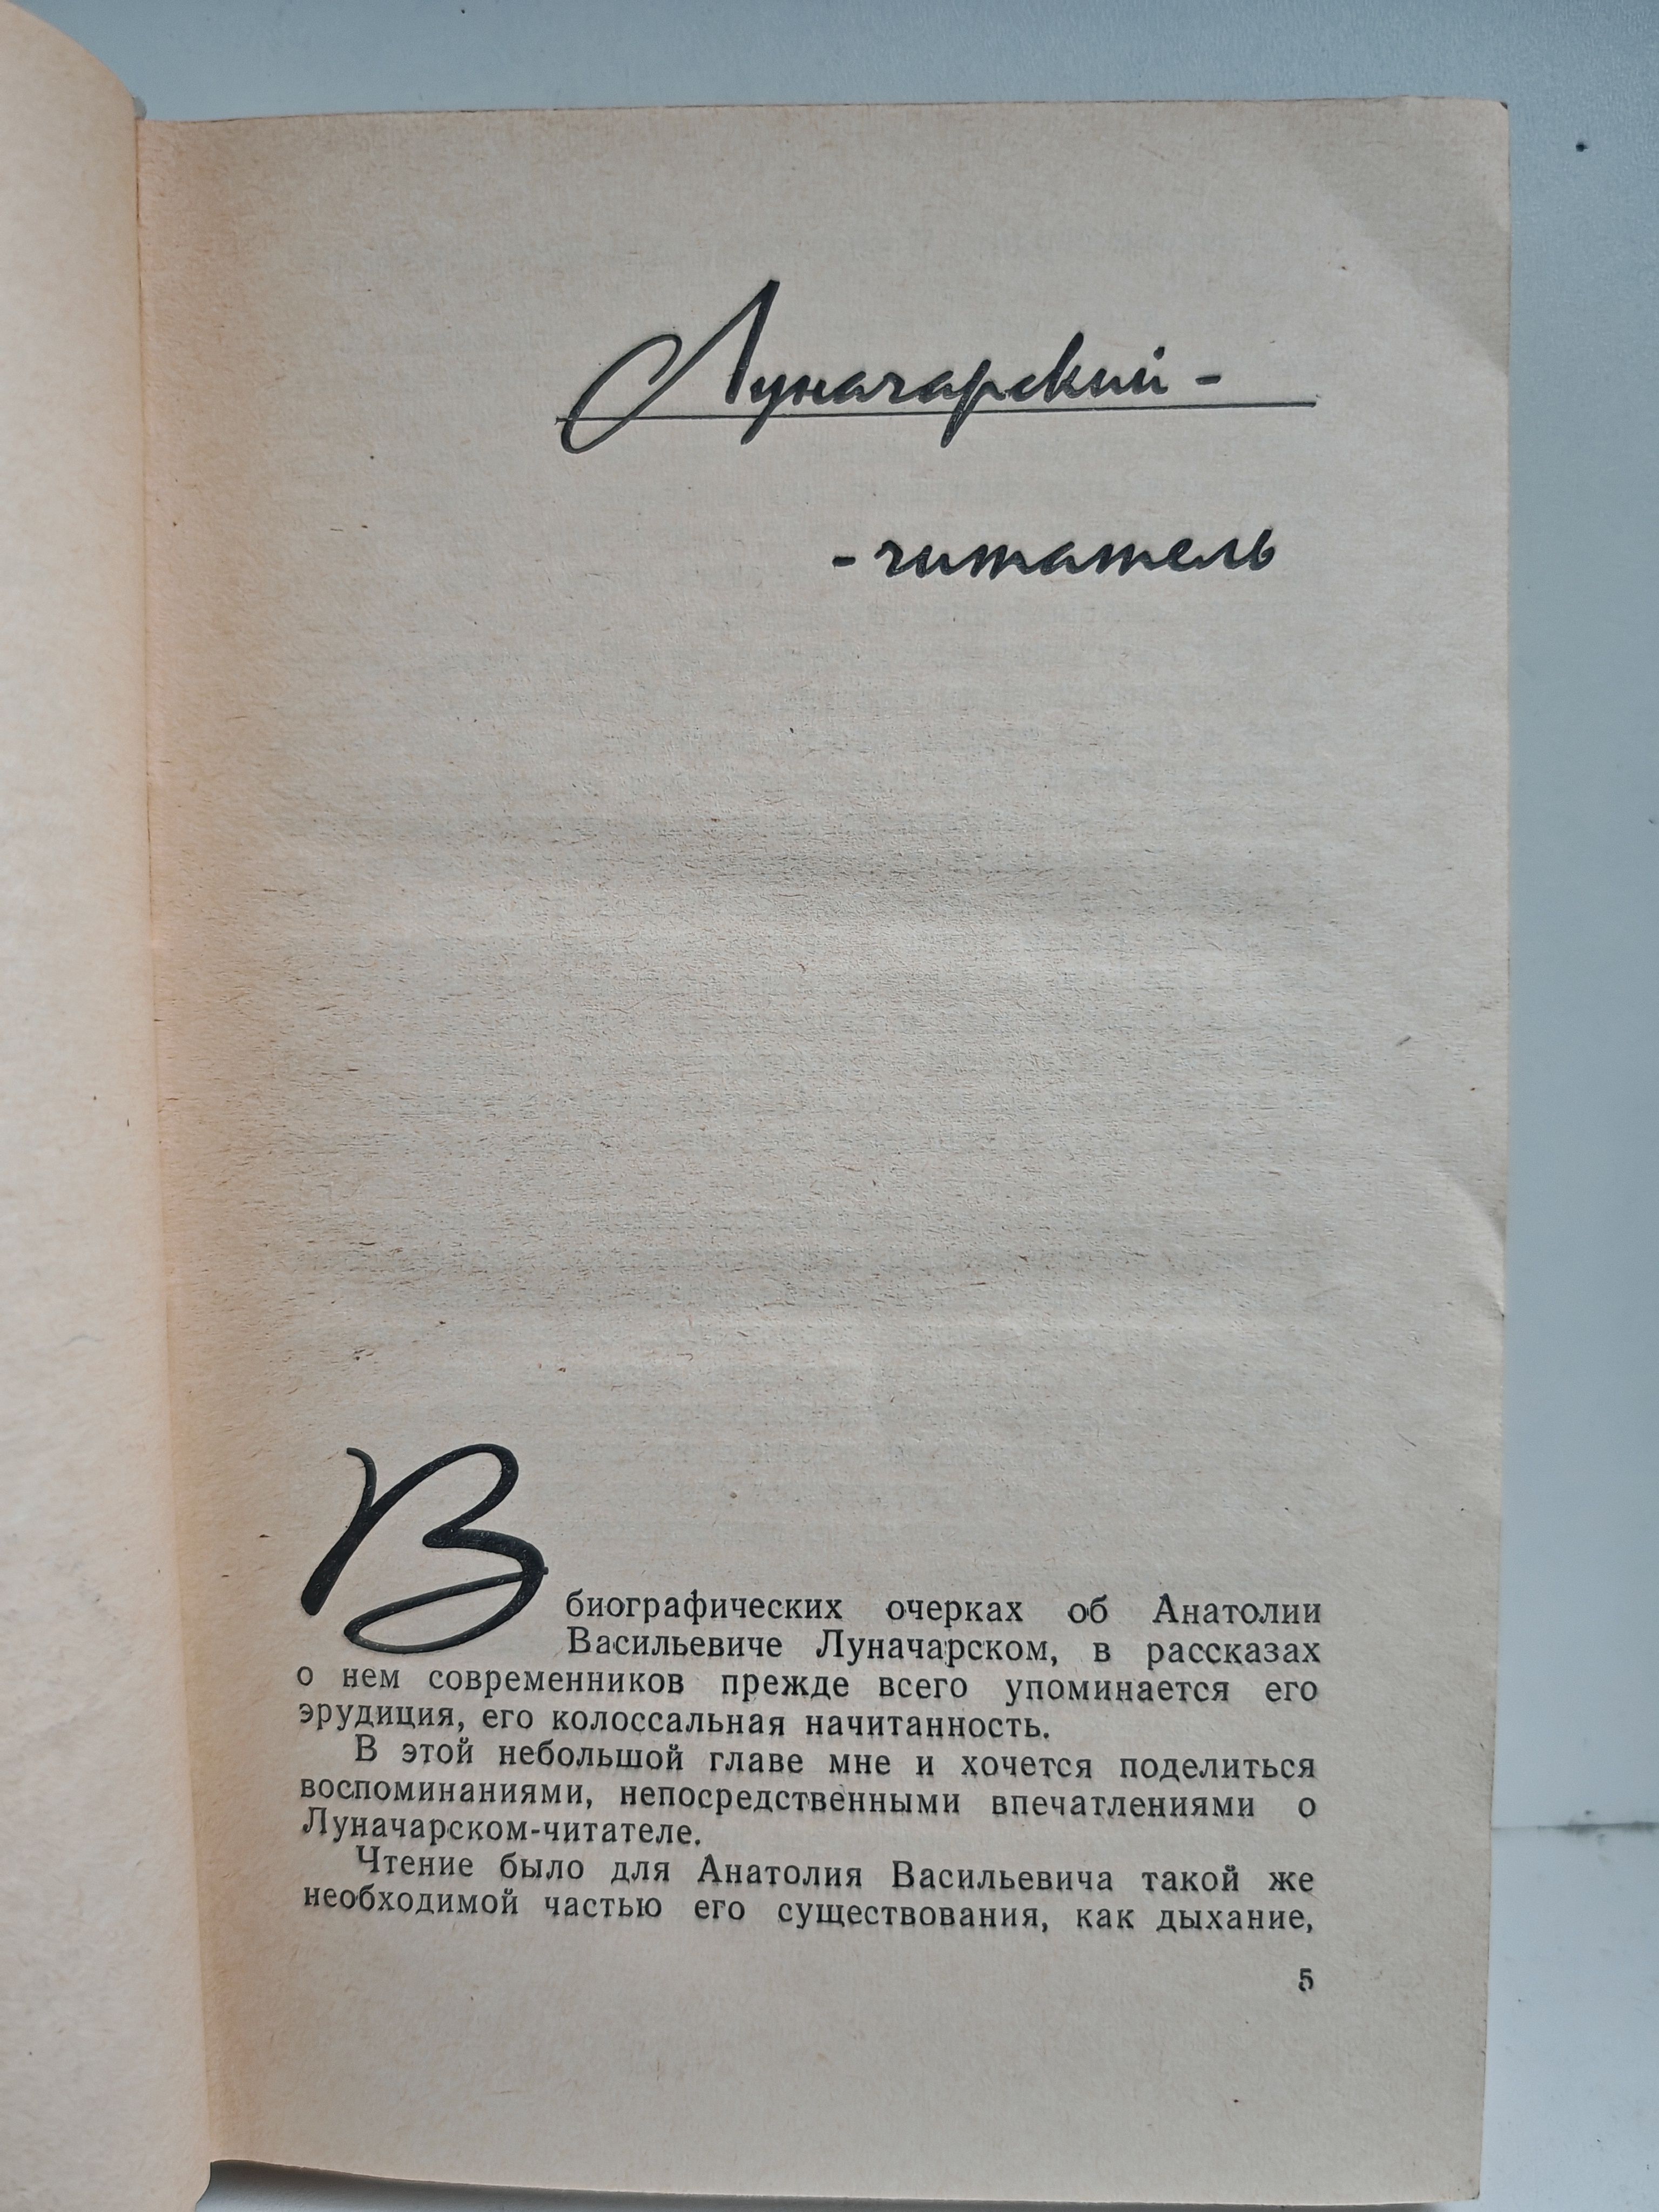 Луначарский -
- читатель
В биографических очерках об Анатолии
Васильевиче Луначарском, в рассказах
о нем современников прежде всего упоминается его
эрудиция, его колоссальная начитанность.
В этой небольшой главе мне и хочется поделиться
воспоминаниями, непосредственными впечатлениями о
Луначарском-читателе.
Чтение было для Анатолия Васильевича такой же
необходимой частью его существования, как дыхание,
5